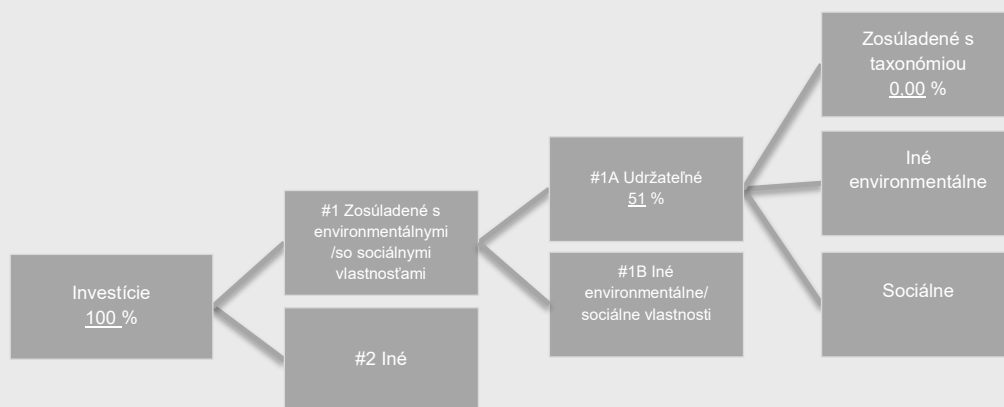 Investície
100 %
#1 Zosúladené s
environmentálnymi
/so sociálnymi
vlastnosťami
#2 Iné
#1A Udržateľné
51 %
#1B Iné
environmentálne/
sociálne vlastnosti
Zosúladené s
taxonómiou
0,00 %
Iné
environmentálne
Sociálne